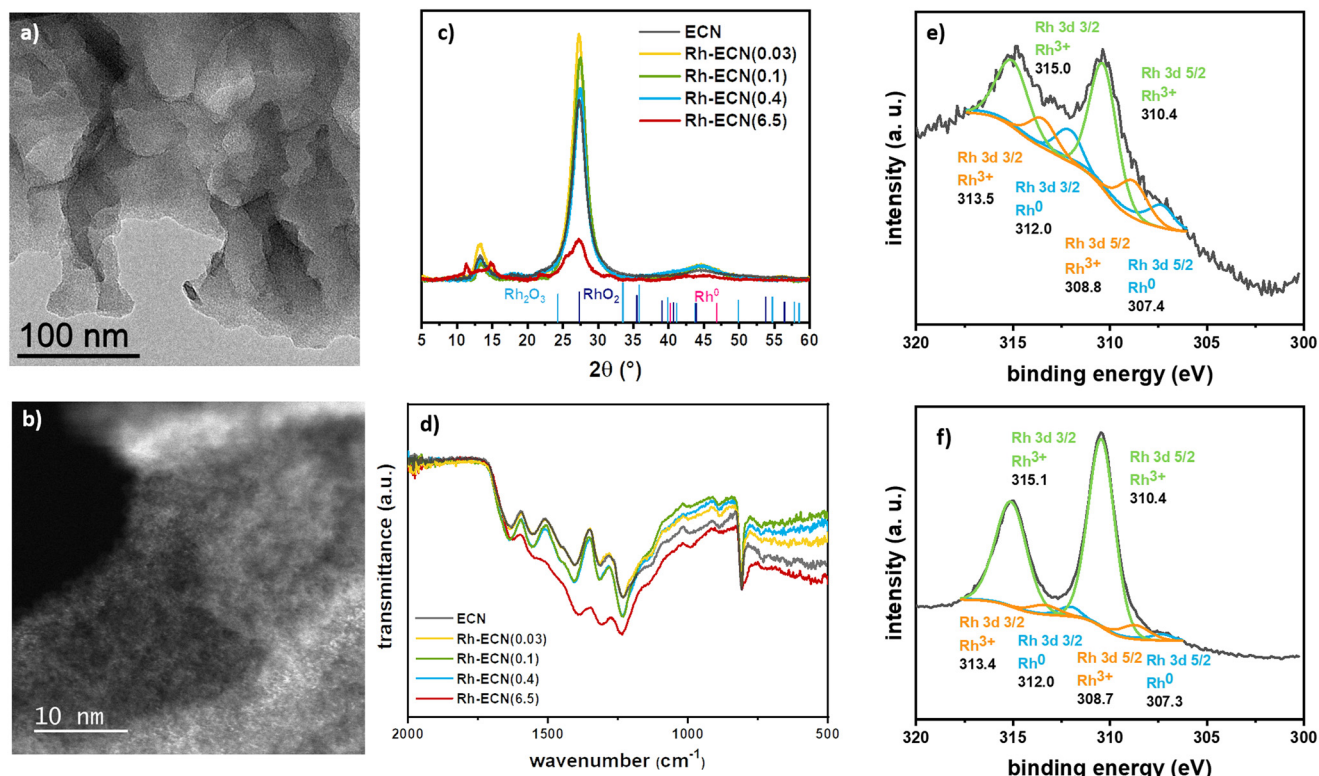 a)
100 nm
b)
10 nm
c)
ECN
Rh-ECN(0.03)
Rh-ECN(0.1)
Rh-ECN(0.4)
Rh-ECN(6.5)
Rh₂O₃
RhO₂
Rh⁰
5 10 15 20 25 30 35 40 45 50 55 60
2θ (°)
d)
transmittance (a.u.)
ECN
Rh-ECN(0.03)
Rh-ECN(0.1)
Rh-ECN(0.4)
Rh-ECN(6.5)
2000 1500 1000 500
wavenumber (cm⁻¹)
e)
intensity (a. u.)
Rh 3d 3/2
Rh³⁺
315.0
Rh 3d 5/2
Rh³⁺
310.4
Rh 3d 3/2
Rh³⁺
313.5
Rh 3d 3/2
Rh⁰
312.0
Rh 3d 5/2
Rh³⁺
308.8
Rh 3d 5/2
Rh⁰
307.4
320 315 310 305 300
binding energy (eV)
f)
intensity (a. u.)
Rh 3d 3/2
Rh³⁺
315.1
Rh 3d 5/2
Rh³⁺
310.4
Rh 3d 3/2
Rh³⁺
313.4
Rh 3d 3/2
Rh⁰
312.0
Rh 3d 5/2
Rh³⁺
308.7
Rh 3d 5/2
Rh⁰
307.3
320 315 310 305 300
binding energy (eV)